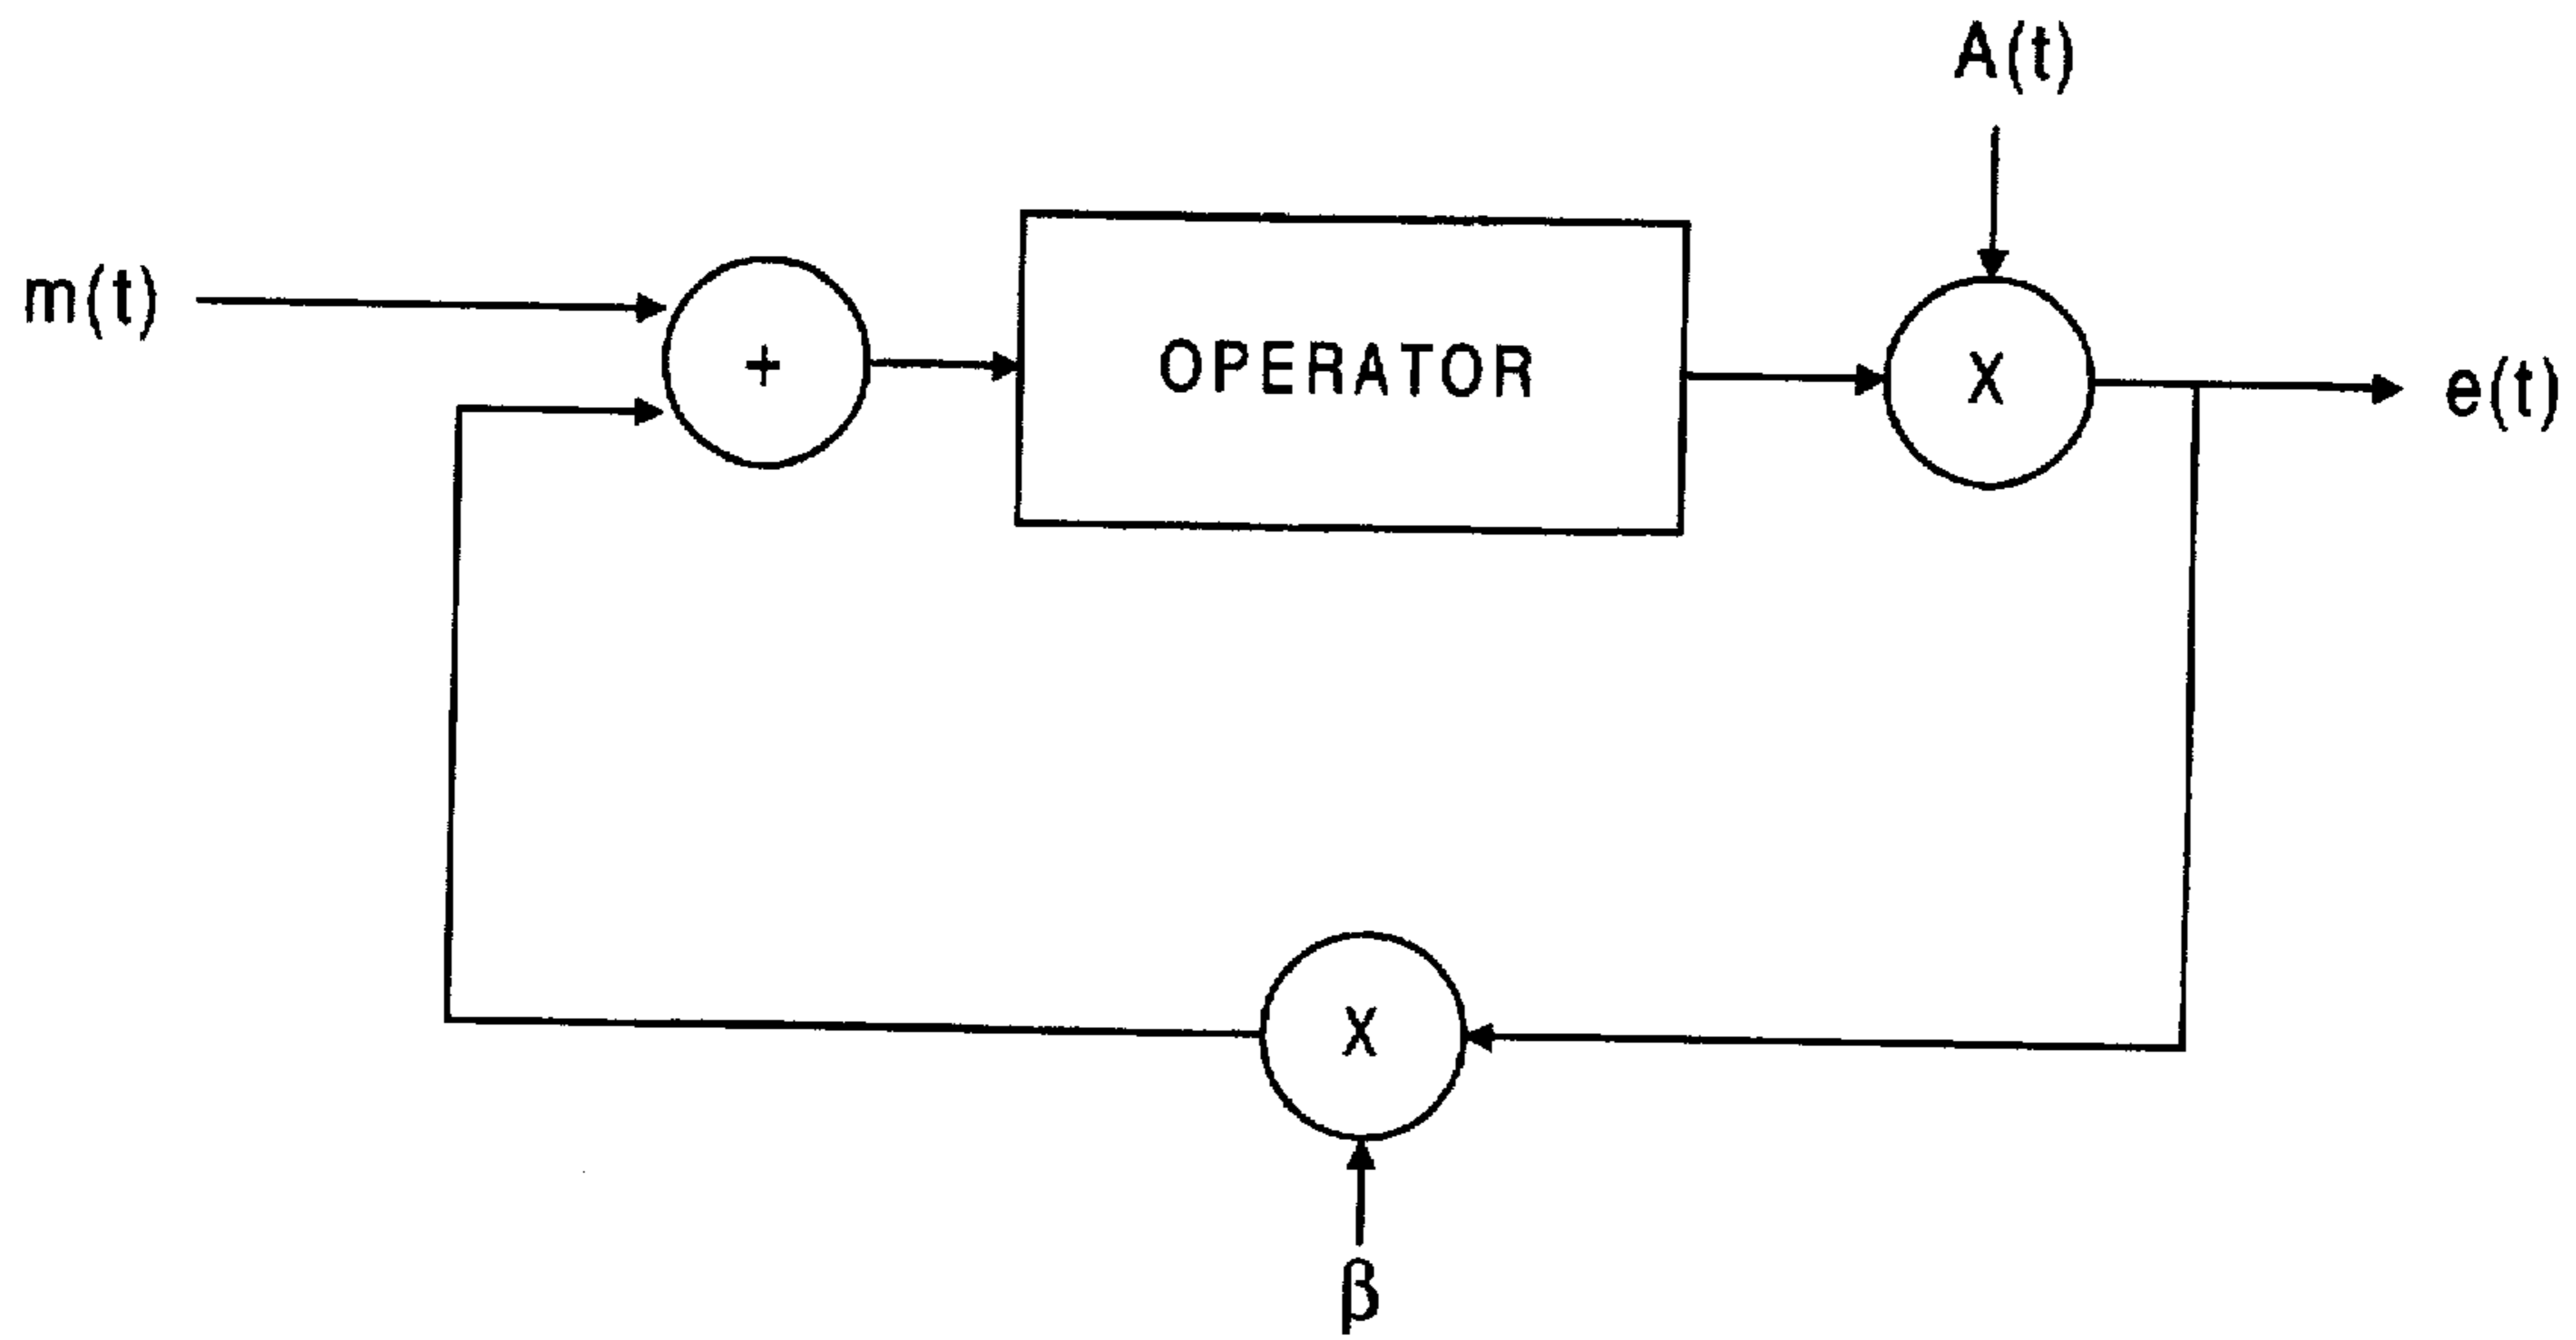 A(t)
m(t)
+
OPERATOR
X
e(t)
X
β